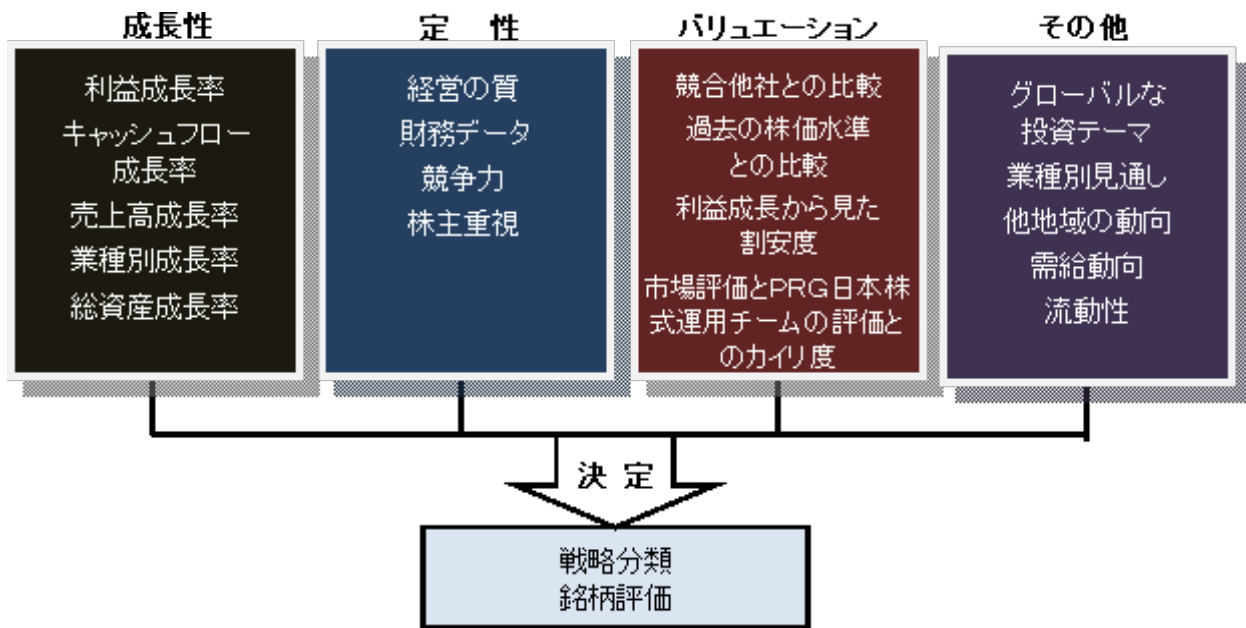 成長性
利益成長率
キャッシュフロー
成長率
売上高成長率
業種別成長率
総資産成長率
定 性
経営の質
財務データ
競争力
株主重視
バリュエーション
競合他社との比較
過去の株価水準
との比較
利益成長から見た
割安度
市場評価とPRG日本株
式運用チームの評価と
のカイリ度
その他
グローバルな
投資テーマ
業種別見通し
他地域の動向
需給動向
流動性
決 定
戦略分類
銘柄評価